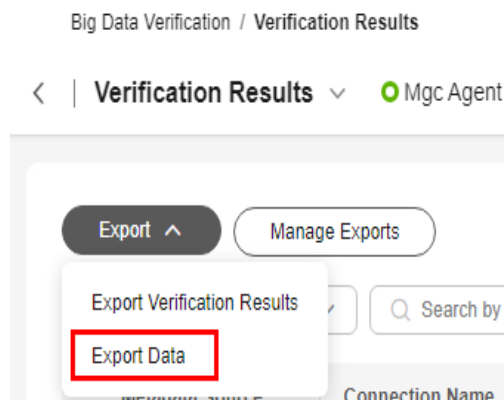 Big Data Verification / Verification Results
Verification Results
Mgc Agent
Export
Manage Exports
Export Verification Results
Search by
Export Data
Connection Name